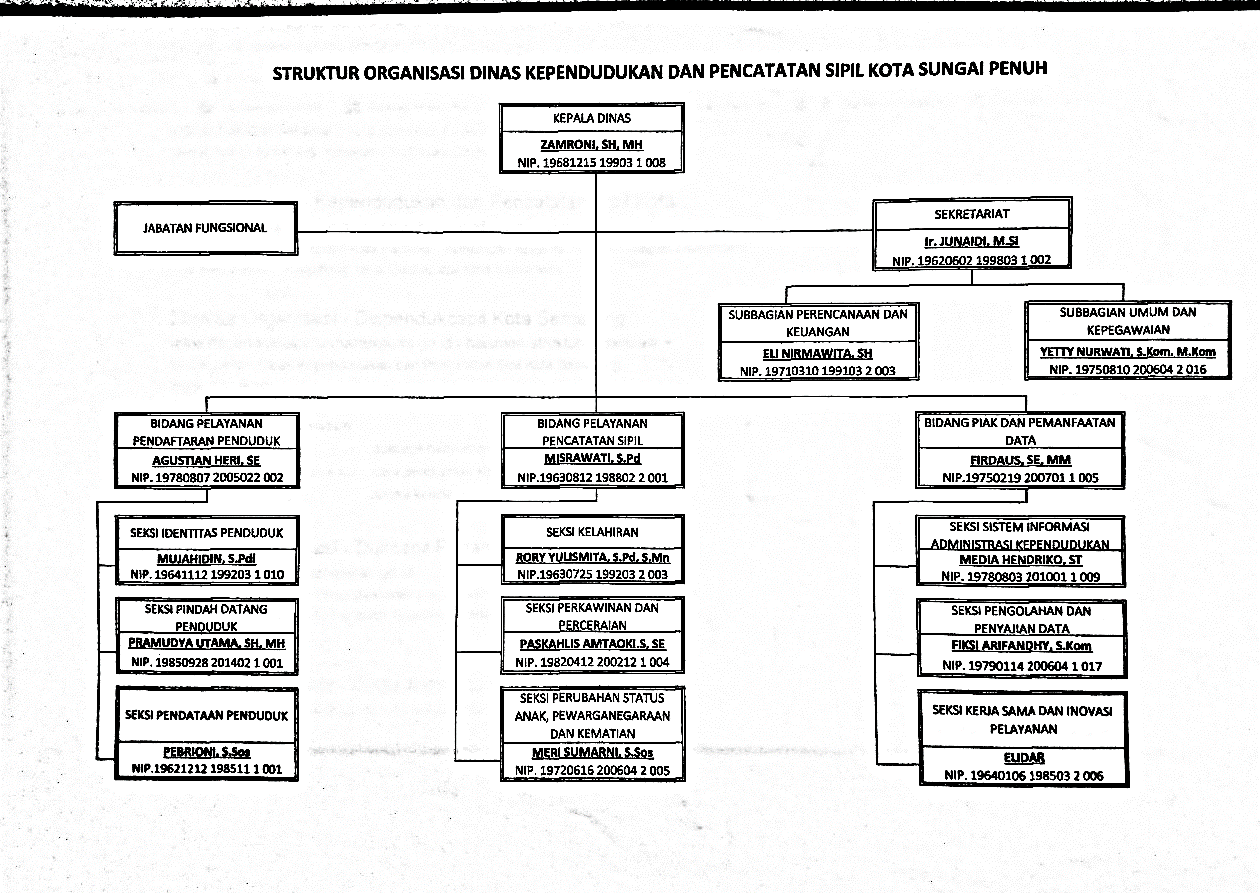 STRUKTUR ORGANISASI DINAS KEPENDUDUKAN DAN PENCATATAN SIPIL KOTA SUNGAI PENUH
KEPALA DINAS
ZAMRONI, SH, MH
NIP. 19681215 19903 1 008
JABATAN FUNGSIONAL
SEKRETARIAT
Ir. JUNAIDI, M.SI
NIP. 19620602 199803 1 002
SUBBAGIAN PERENCANAAN DAN
KEUANGAN
ELI NIRMAWITA, SH
NIP. 19710310 199103 2 003
SUBBAGIAN UMUM DAN
KEPEGAWAIAN
YETTY NURWATI, S.Kom. M.Kom
NIP. 19750810 200604 2 016
BIDANG PELAYANAN
PENDAFTARAN PENDUDUK
AGUSTIAN HERI, SE
NIP. 19780807 2005022 002
SEKSI IDENTITAS PENDUDUK
MUJAHIDIN, S.PdI
NIP. 19641112 199203 1 010
SEKSI PINDAH DATANG
PENDUDUK
PRAMUDYA UTAMA, SH, MH
NIP. 19850928 201402 1 001
SEKSI PENDATAAN PENDUDUK
PEBRIONI, S.Sos
NIP.19621212 198511 1 001
BIDANG PELAYANAN
PENCATATAN SIPIL
MISRAWATI, S.Pd
NIP.19630812 198802 2 001
SEKSI KELAHIRAN
RORY YULISMITA, S.Pd, S.Mn
NIP.19630725 199203 2 003
SEKSI PERKAWINAN DAN
PERCERAIAN
PASKAHLIS AMTAOKI.S, SE
NIP. 19820412 200212 1 004
SEKSI PERUBAHAN STATUS
ANAK, PEWARGANEGARAAN
DAN KEMATIAN
MERI SUMARNI, S.Sos
NIP. 19720616 200604 2 005
BIDANG PIAK DAN PEMANFAATAN
DATA
FIRDAUS, SE, MM
NIP.19750219 200701 1 005
SEKSI SISTEM INFORMASI
ADMINISTRASI KEPENDUDUKAN
MEDIA HENDRIKO, ST
NIP. 19780803 201001 1 009
SEKSI PENGOLAHAN DAN
PENYAJIAN DATA
FIKSI ARIFANDHY, S.Kom
NIP. 19790114 200604 1 017
SEKSI KERJA SAMA DAN INOVASI
PELAYANAN
ELIDAR
NIP. 19640106 198503 2 006